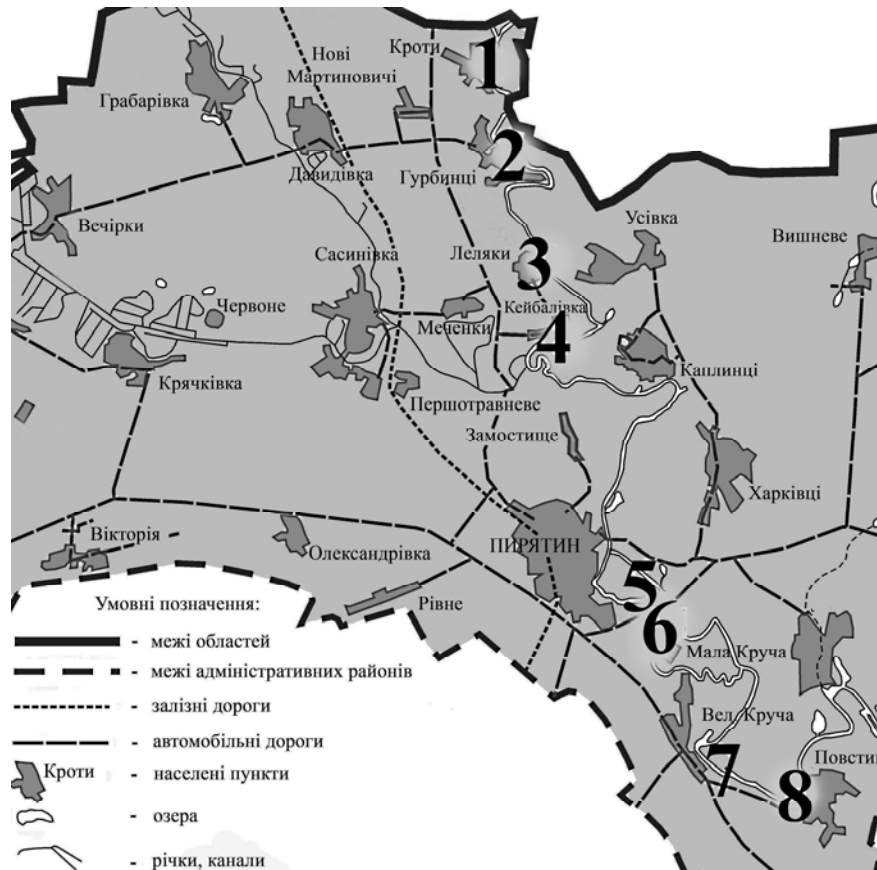 Кроти
1
Нові
Мартиновичі
Грабарівка
2
Давидівка
Гурбинці
Вечірки
Усівка
Вишневе
Сасинівка
Леляки
3
Червоне
Меченки
Кейбалівка
4
Крячківка
Каплинці
Першотравневе
Замостище
Харківці
Вікторія
Олександрівка
ПИРЯТИН
5
Рівне
6
Мала Круча
Вел. Круча
7
Повстин
8
Умовні позначення:
- межі областей
- межі адміністративних районів
- залізні дороги
- автомобільні дороги
Кроти - населені пункти
- озера
- річки, канали